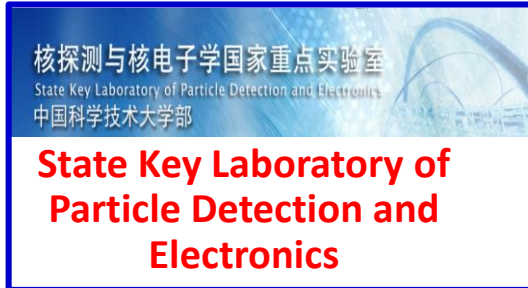 核探测与核电子学国家重点实验室
State Key Laboratory of Particle Detection and Electronics
中国科学技术大学部
State Key Laboratory of
Particle Detection and
Electronics